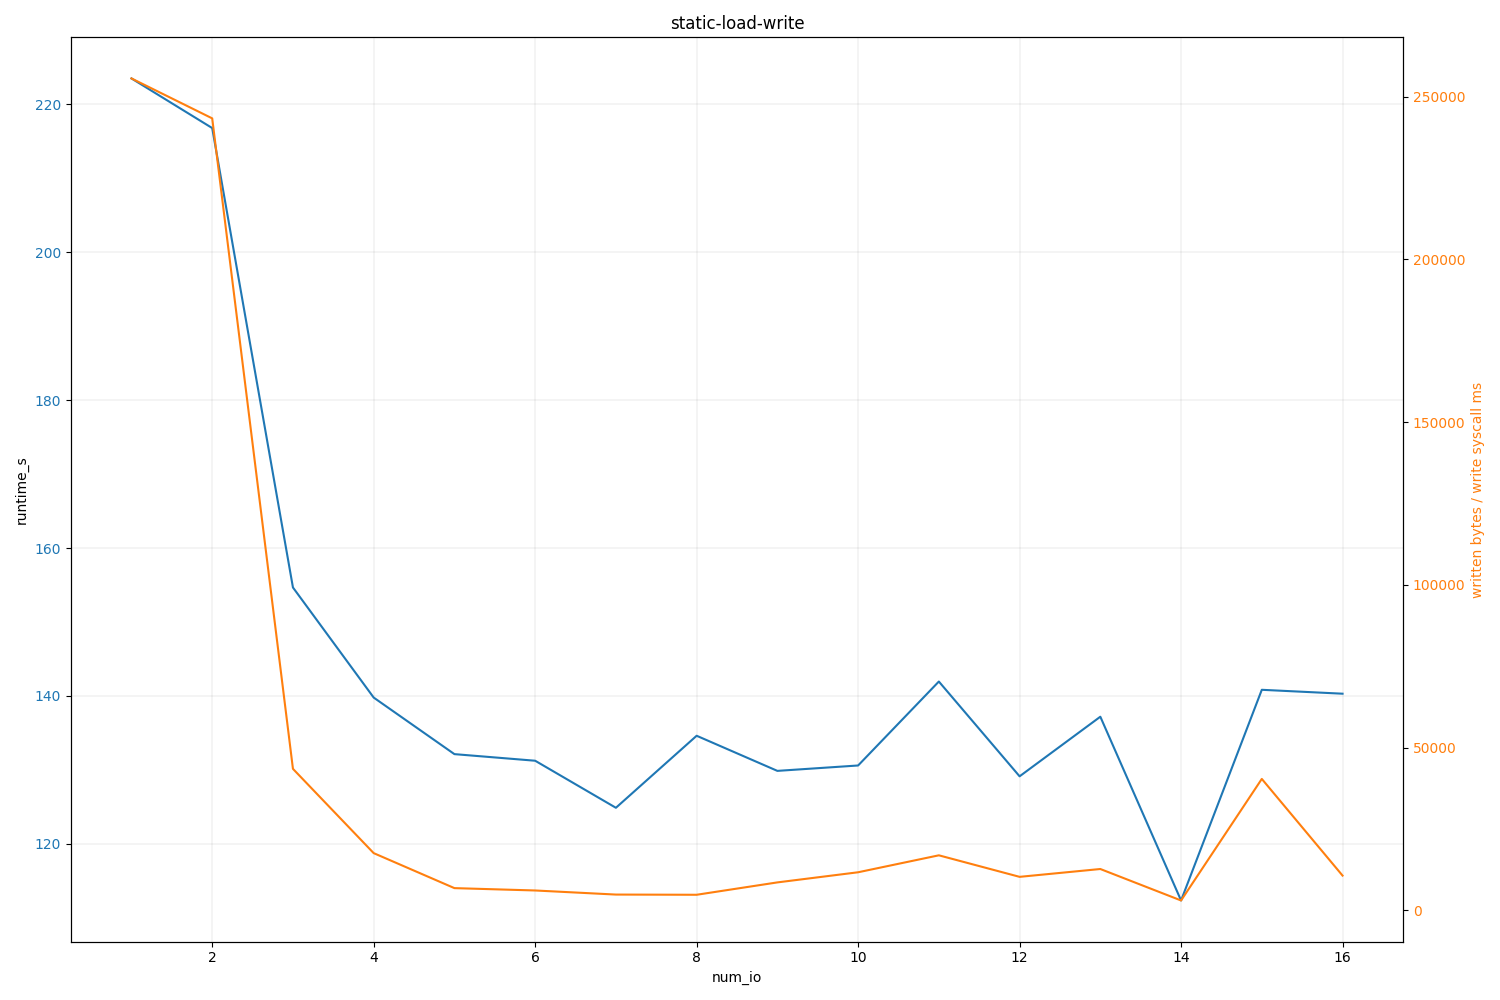 static-load-write
220
200
180
160
140
120
runtime_s
250000
200000
150000
100000
50000
0
written bytes / write syscall ms
2 4 6 8 10 12 14 16
num_io